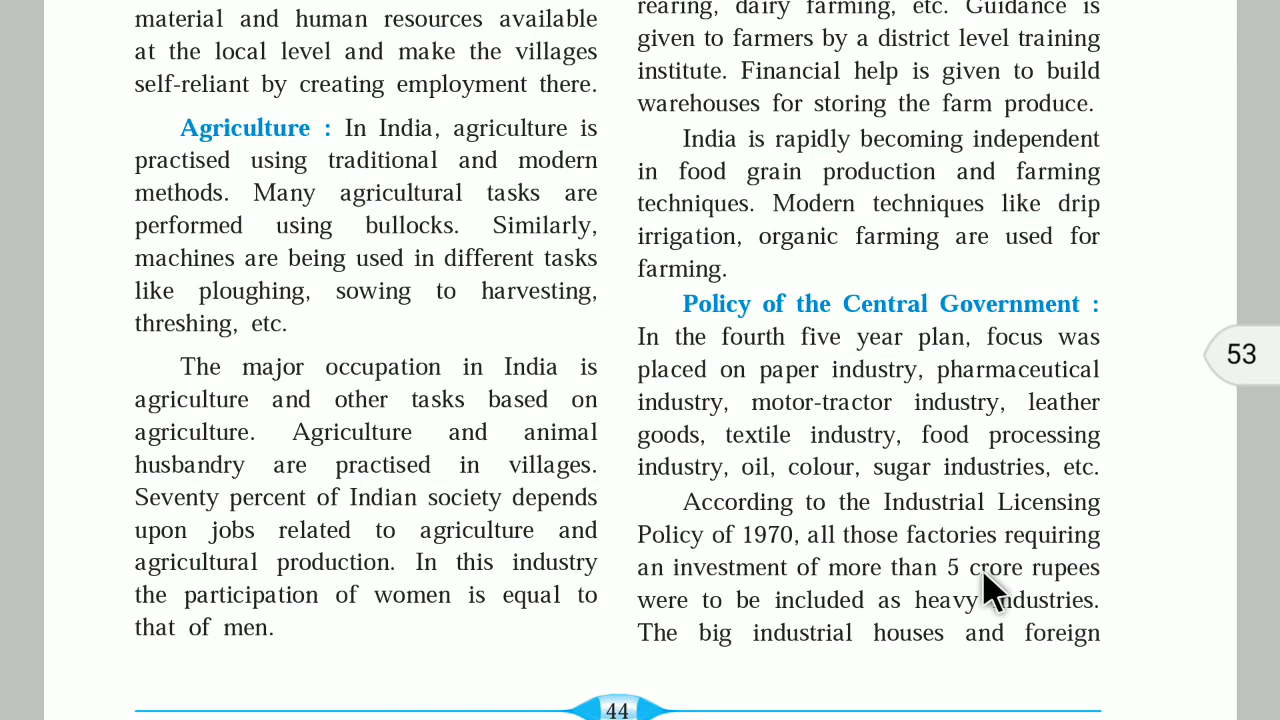 material and human resources available
at the local level and make the villages
self-reliant by creating employment there.
Agriculture : In India, agriculture is
practised using traditional and modern
methods. Many agricultural tasks are
performed using bullocks. Similarly,
machines are being used in different tasks
like ploughing, sowing to harvesting,
threshing, etc.
The major occupation in India is
agriculture and other tasks based on
agriculture. Agriculture and animal
husbandry are practised in villages.
Seventy percent of Indian society depends
upon jobs related to agriculture and
agricultural production. In this industry
the participation of women is equal to
that of men.
rearing, dairy farming, etc. Guidance is
given to farmers by a district level training
institute. Financial help is given to build
warehouses for storing the farm produce.
India is rapidly becoming independent
in food grain production and farming
techniques. Modern techniques like drip
irrigation, organic farming are used for
farming.
Policy of the Central Government :
In the fourth five year plan, focus was
placed on paper industry, pharmaceutical
industry, motor-tractor industry, leather
goods, textile industry, food processing
industry, oil, colour, sugar industries, etc.
According to the Industrial Licensing
Policy of 1970, all those factories requiring
an investment of more than 5 crore rupees
were to be included as heavy industries.
The big industrial houses and foreign
44
53